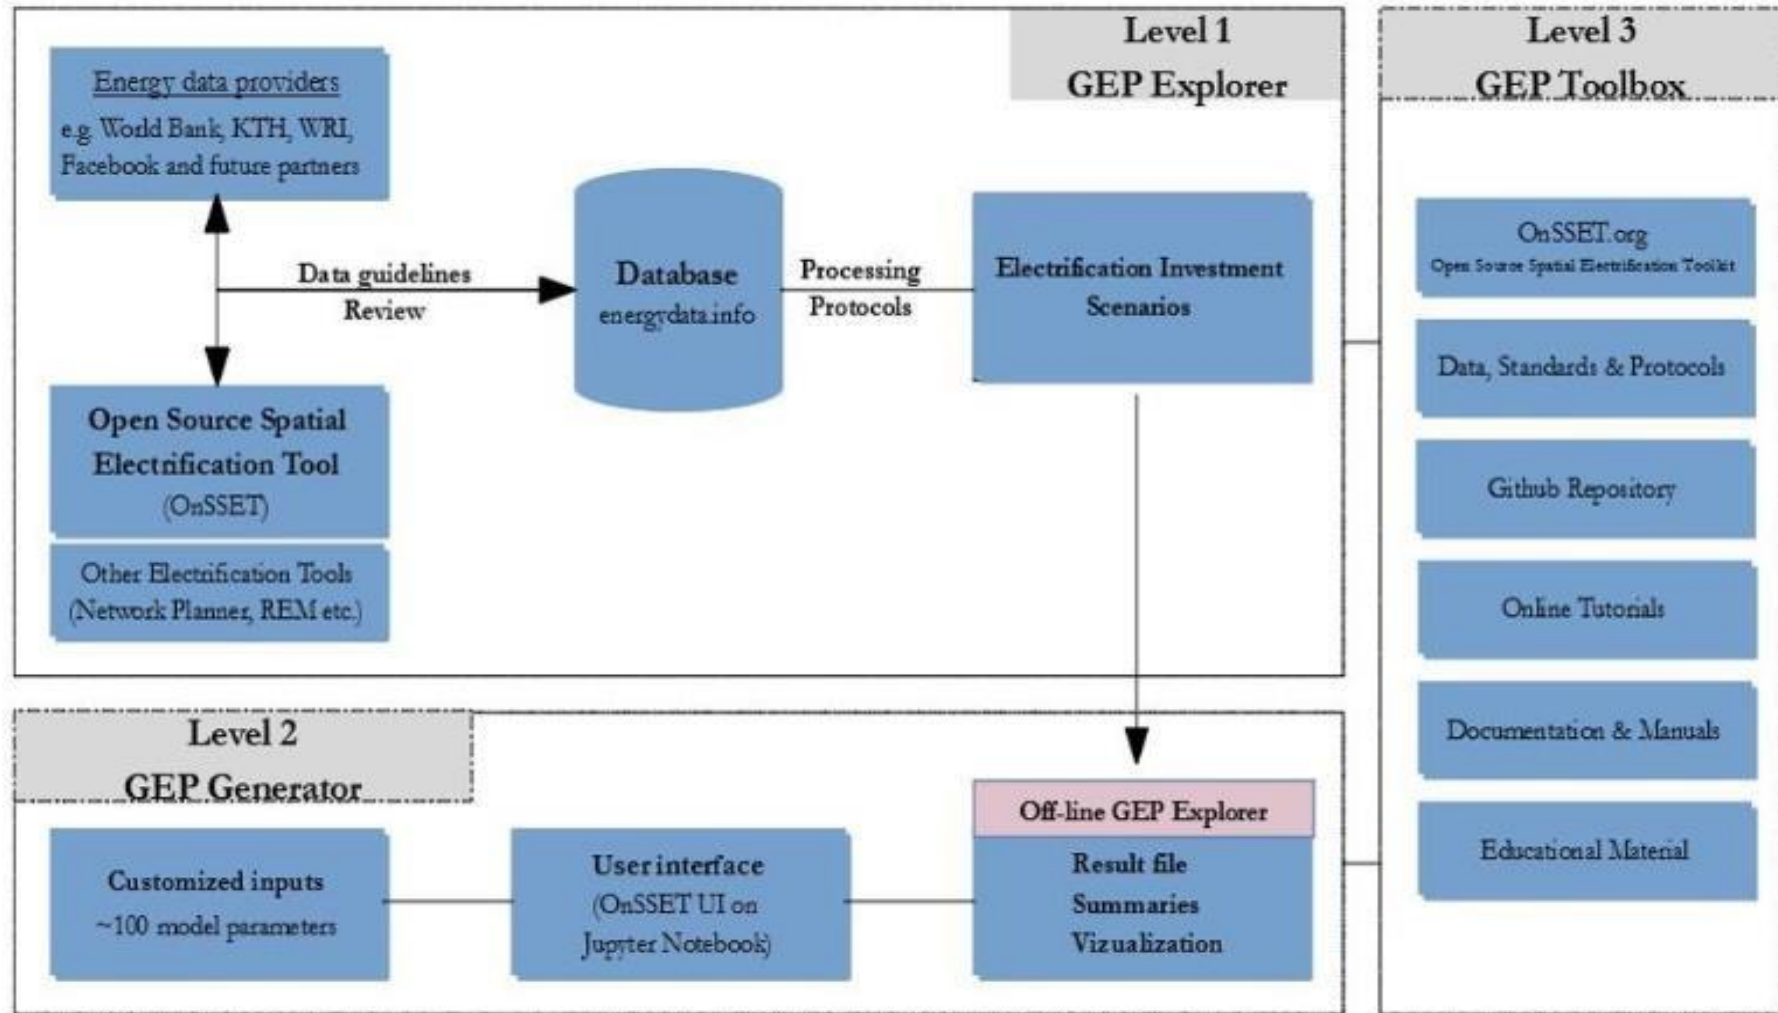 Level 1
GEP Explorer
Energy data providers
e.g. World Bank, KTH, WRI,
Facebook and future partners
Data guidelines
Review
Database
energydata.info
Processing
Protocols
Electrification Investment
Scenarios
Open Source Spatial
Electrification Tool
(OnSSET)
Other Electrification Tools
(Network Planner, REM etc.)
Level 2
GEP Generator
Customized inputs
~100 model parameters
User interface
(OnSSET UI on
Jupyter Notebook)
Off-line GEP Explorer
Result file
Summaries
Vizualization
Level 3
GEP Toolbox
OnSSET.org
Open Source Spatial Electrification Toolkit
Data, Standards & Protocols
Github Repository
Online Tutorials
Documentation & Manuals
Educational Material